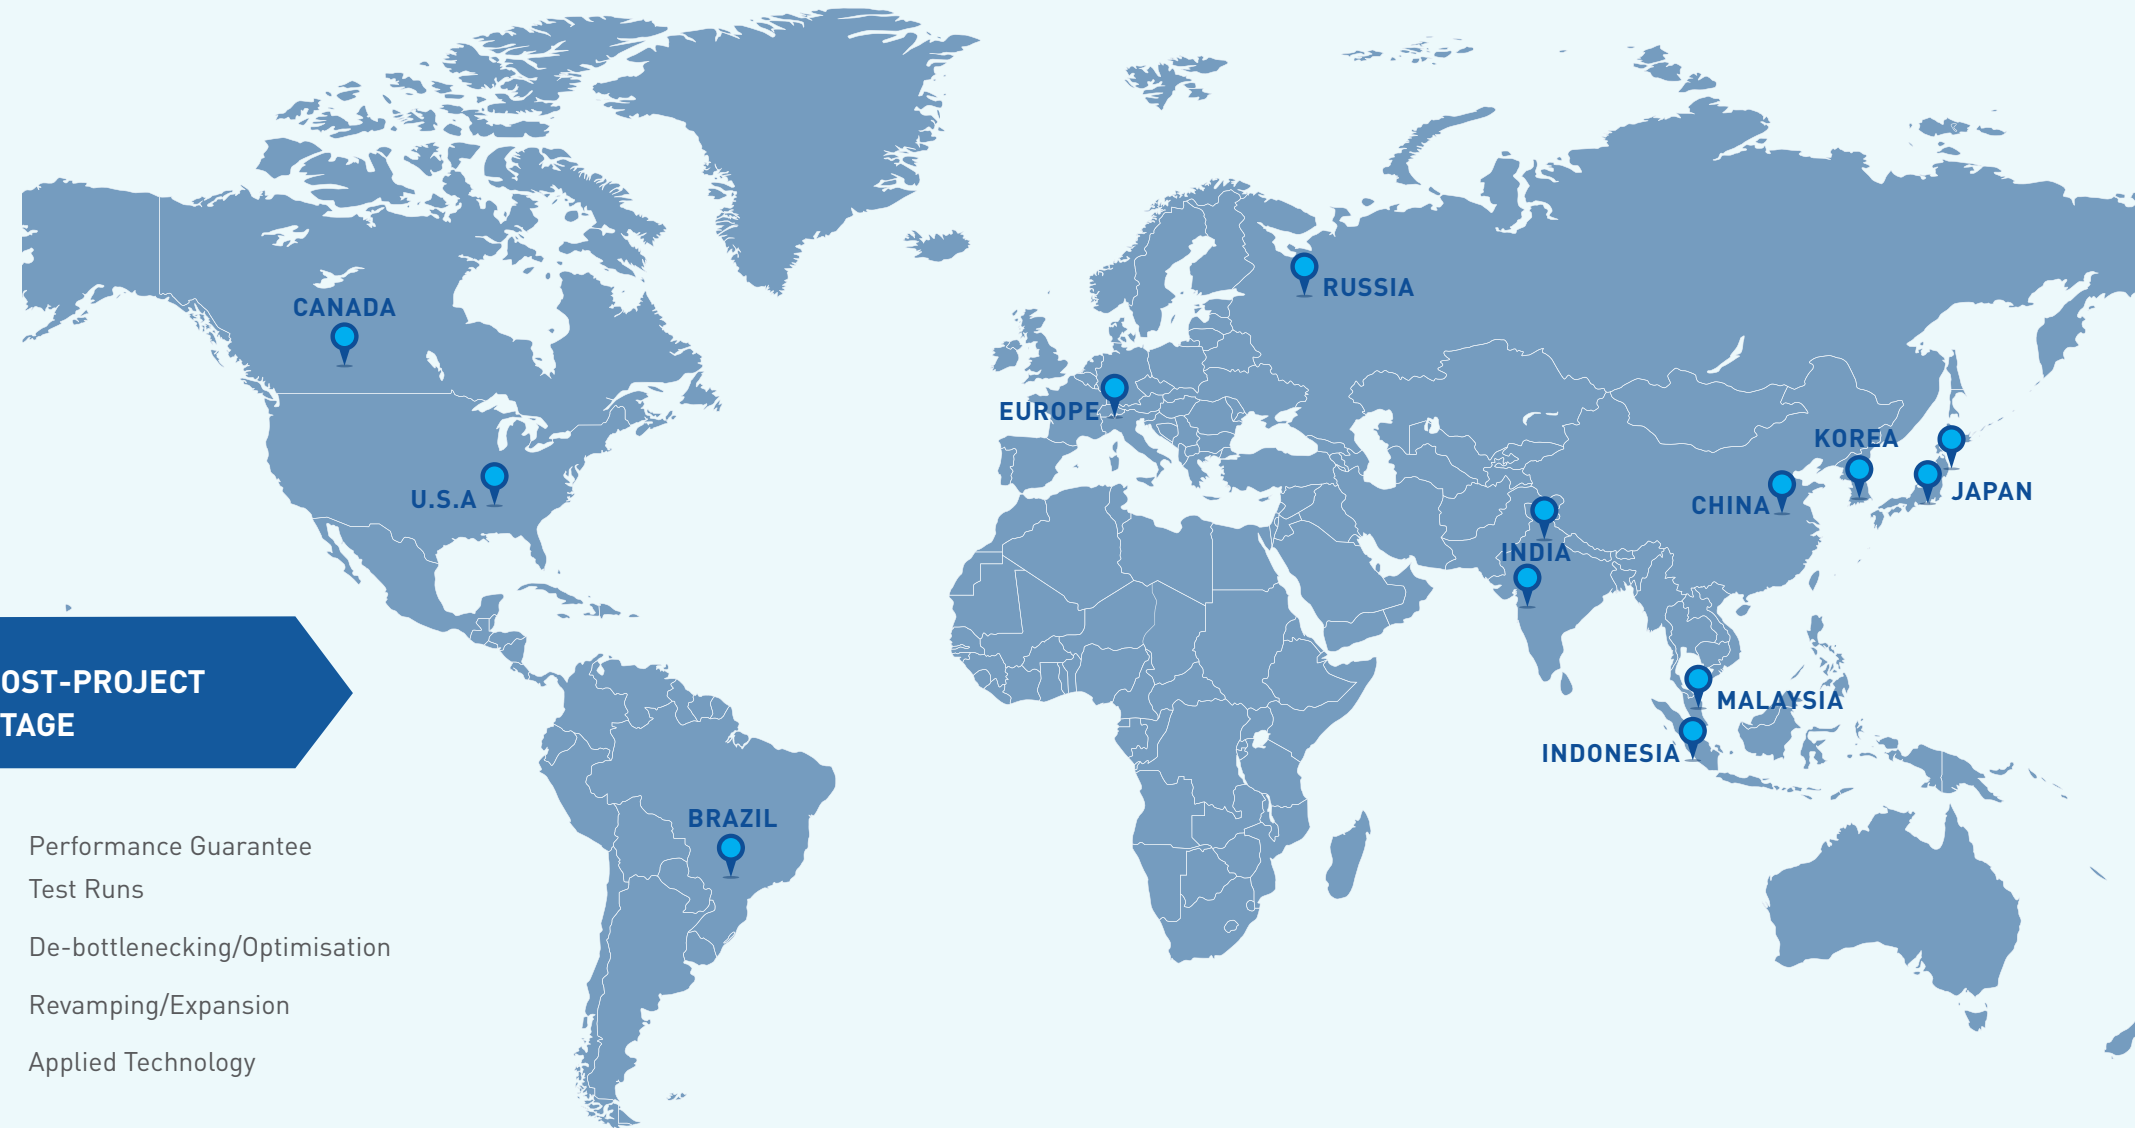 CANADA
RUSSIA
EUROPE
KOREA
U.S.A
CHINA
JAPAN
INDIA
OST-PROJECT
TAGE
MALAYSIA
INDONESIA
BRAZIL
Performance Guarantee
Test Runs
De-bottlenecking/Optimisation
Revamping/Expansion
Applied Technology